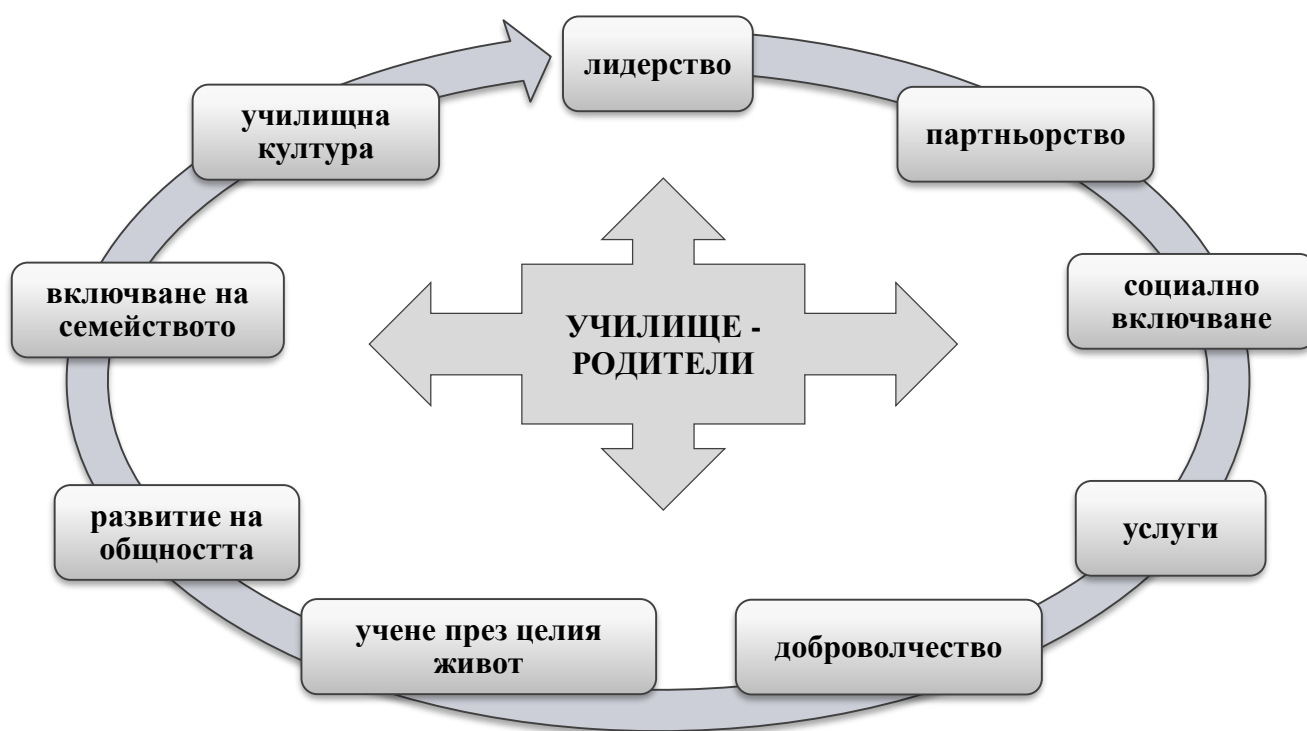 лидерство
партньорство
социално
включване
услуги
доброволчество
учене през целия
живот
развитие на
общността
включване на
семейството
училищна
култура
УЧИЛИЩЕ -
РОДИТЕЛИ